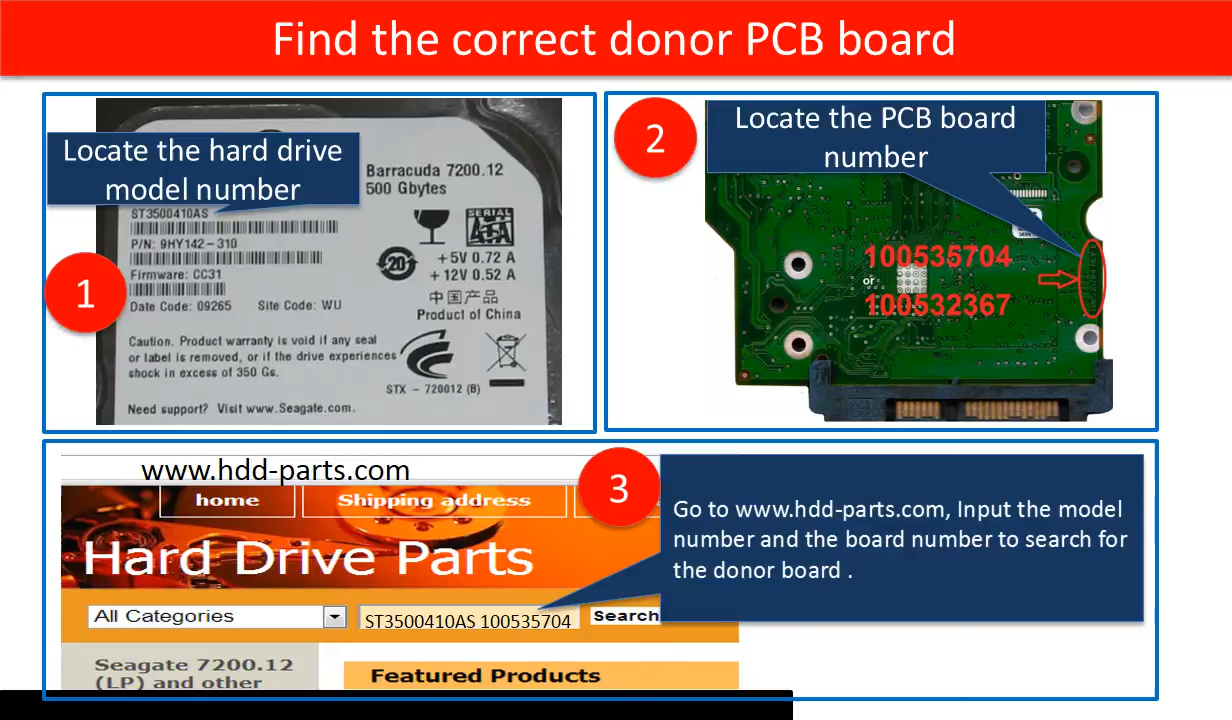 Find the correct donor PCB board
1
Locate the hard drive
model number
Barracuda 7200.12
500 Gbytes
ST3500410AS
P/N: 9HY142-310
Firmware: CC31
Date Code: 09265 Site Code: WU
SERIAL
ATA
20
+5V 0.72 A
+12V 0.52 A
中国产品
Product of China
Caution. Product warranty is void if any seal
or label is removed, or if the drive experiences
shock in excess of 350 Gs.
STX - 720012 (B)
Need support? Visit www.Seagate.com.
2
Locate the PCB board
number
100535704
or
100532367
3
www.hdd-parts.com
home
Shipping address
Hard Drive Parts
All Categories
ST3500410AS 100535704
Search
Seagate 7200.12
(LP) and other
Featured Products
Go to www.hdd-parts.com, Input the model
number and the board number to search for
the donor board .